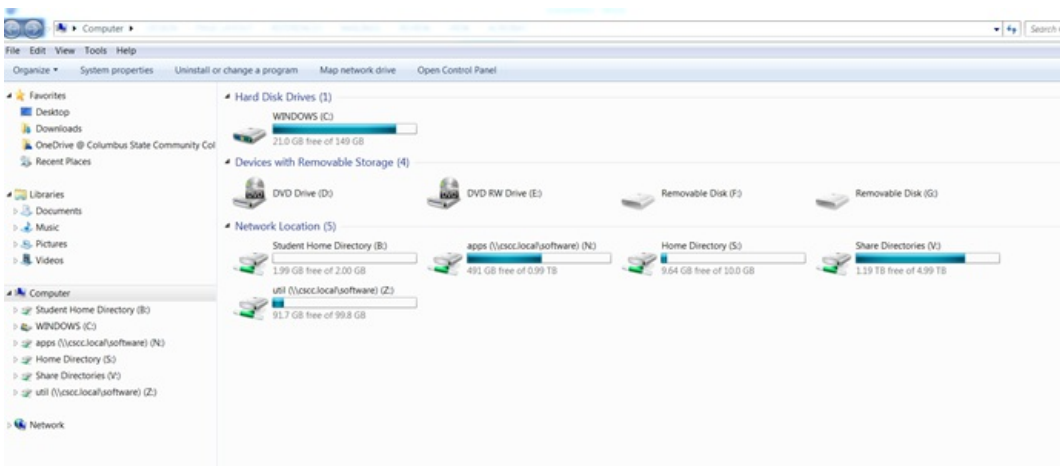 Computer
Search
File Edit View Tools Help
Organize System properties Uninstall or change a program Map network drive Open Control Panel
Favorites
Desktop
Downloads
OneDrive @ Columbus State Community Col
Recent Places
Libraries
Documents
Music
Pictures
Videos
Computer
Student Home Directory (B:)
WINDOWS (C:)
apps (\\cscc.local\software) (N:)
Home Directory (S:)
Share Directories (V:)
util (\\cscc.local\software) (Z:)
Network
Hard Disk Drives (1)
WINDOWS (C:)
21.0 GB free of 149 GB
Devices with Removable Storage (4)
DVD Drive (D:) DVD RW Drive (E:) Removable Disk (F:) Removable Disk (G:)
Network Location (5)
Student Home Directory (B:) apps (\\cscc.local\software) (N:) Home Directory (S:) Share Directories (V:)
1.99 GB free of 2.00 GB 491 GB free of 0.99 TB 9.64 GB free of 10.0 GB 1.19 TB free of 4.99 TB
util (\\cscc.local\software) (Z:)
91.7 GB free of 99.8 GB